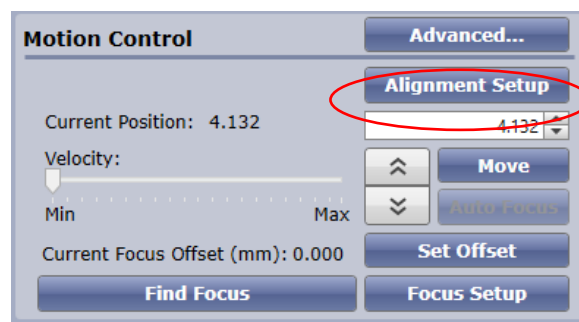 Motion Control
Advanced...
Alignment Setup
Current Position: 4.132
4.132
Velocity:
Move
Min
Max
Auto Focus
Current Focus Offset (mm): 0.000
Set Offset
Find Focus
Focus Setup